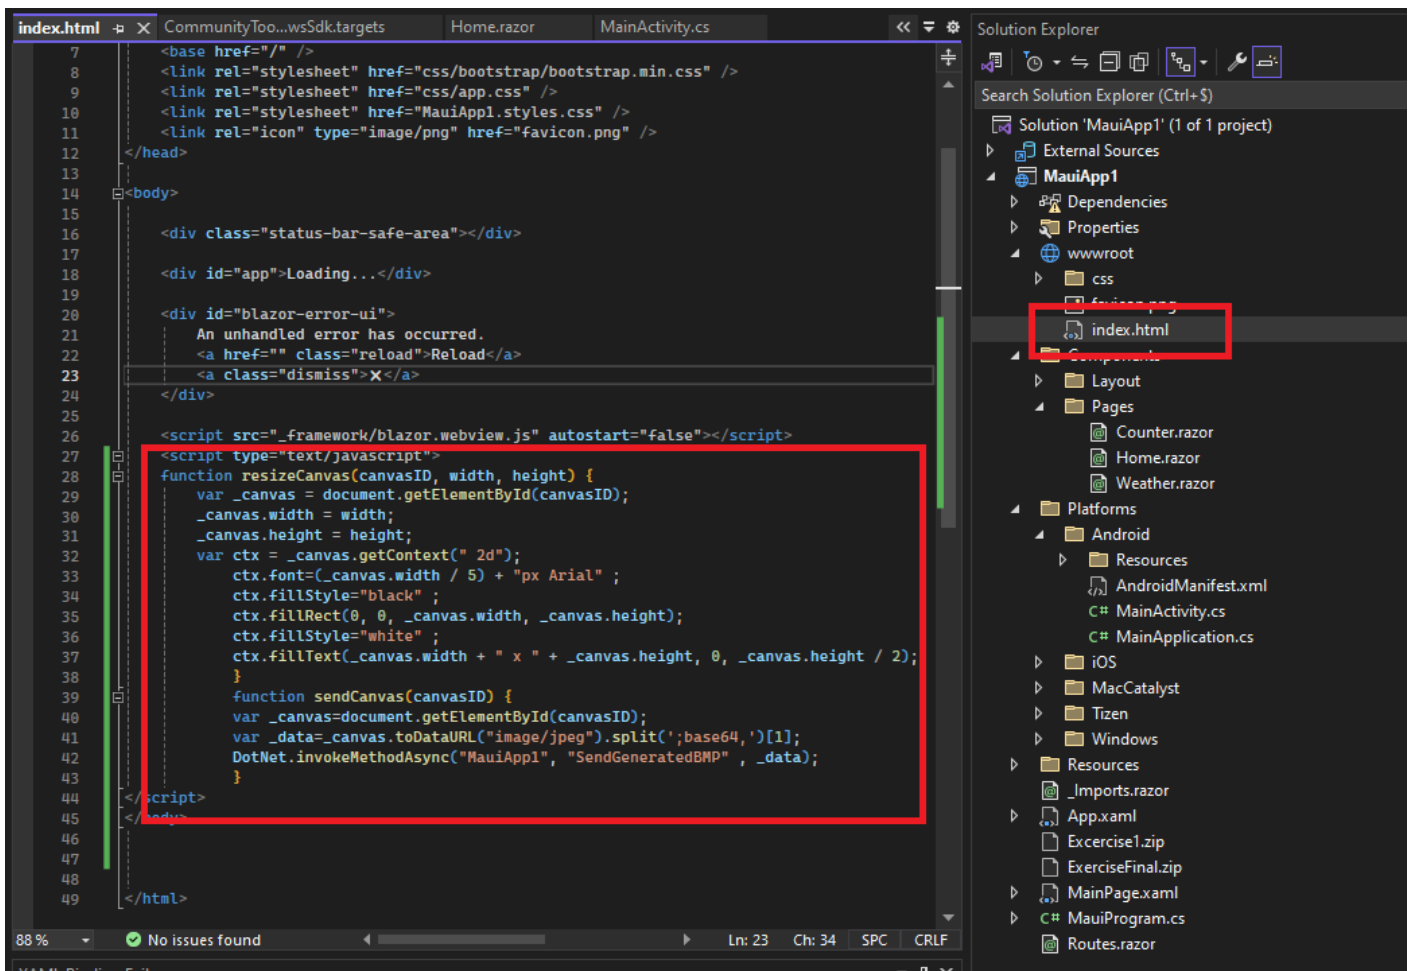 index.html
CommunityToo...wsSdk.targets
Home.razor
MainActivity.cs
7 <base href="/" />
8 <link rel="stylesheet" href="css/bootstrap/bootstrap.min.css" />
9 <link rel="stylesheet" href="css/app.css" />
10 <link rel="stylesheet" href="MauiApp1.styles.css" />
11 <link rel="icon" type="image/png" href="favicon.png" />
12 </head>
13
14 <body>
15
16 <div class="status-bar-safe-area"></div>
17
18 <div id="app">Loading...</div>
19
20 <div id="blazor-error-ui">
21 An unhandled error has occurred.
22 <a href="" class="reload">Reload</a>
23 <a class="dismiss">🗙</a>
24 </div>
25
26 <script src="_framework/blazor.webview.js" autostart="false"></script>
27 <script type="text/javascript">
28 function resizeCanvas(canvasID, width, height) {
29 var _canvas = document.getElementById(canvasID);
30 _canvas.width = width;
31 _canvas.height = height;
32 var ctx = _canvas.getContext(" 2d");
33 ctx.font=(_canvas.width / 5) + "px Arial" ;
34 ctx.fillStyle="black" ;
35 ctx.fillRect(0, 0, _canvas.width, _canvas.height);
36 ctx.fillStyle="white" ;
37 ctx.fillText(_canvas.width + " x " + _canvas.height, 0, _canvas.height / 2);
38 }
39 function sendCanvas(canvasID) {
40 var _canvas=document.getElementById(canvasID);
41 var _data=_canvas.toDataURL("image/jpeg").split(';base64,')[1];
42 DotNet.invokeMethodAsync("MauiApp1", "SendGeneratedBMP" , _data);
43 }
44 </script>
45 </body>
46
47
48
49 </html>
88 %
No issues found
Ln: 23
Ch: 34
SPC
CRLF
Solution Explorer
Search Solution Explorer (Ctrl+$)
Solution 'MauiApp1' (1 of 1 project)
External Sources
MauiApp1
Dependencies
Properties
wwwroot
css
favicon.png
index.html
Components
Layout
Pages
Counter.razor
Home.razor
Weather.razor
Platforms
Android
Resources
AndroidManifest.xml
C# MainActivity.cs
C# MainApplication.cs
iOS
MacCatalyst
Tizen
Windows
Resources
_Imports.razor
App.xaml
Excercise1.zip
ExerciseFinal.zip
MainPage.xaml
C# MauiProgram.cs
Routes.razor